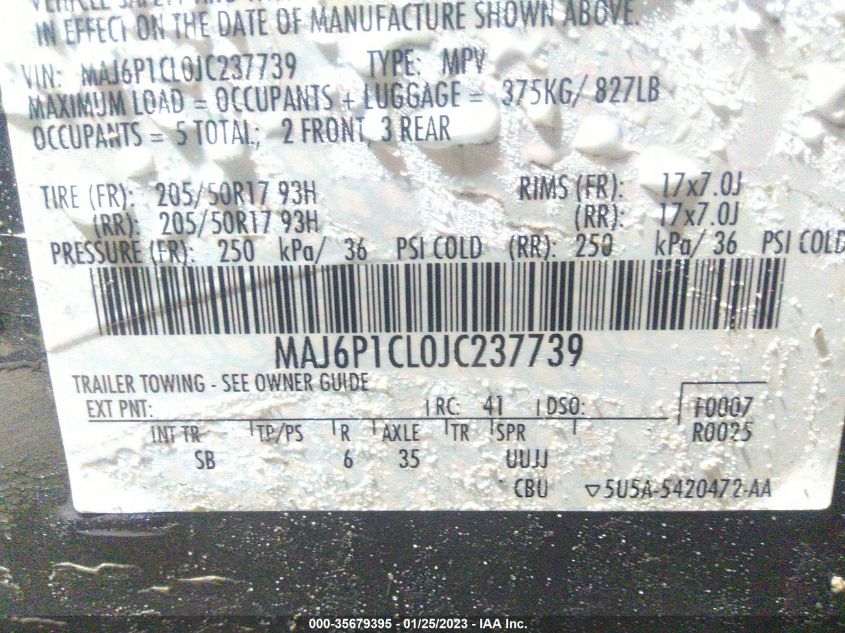 VEHICLE SAFETY AND
IN EFFECT ON THE DATE OF MANUFACTURE SHOWN ABOVE.
VIN: MAJ6P1CL0JC237739 TYPE: MPV
MAXIMUM LOAD = OCCUPANTS + LUGGAGE = 375KG/ 827LB
OCCUPANTS = 5 TOTAL; 2 FRONT, 3 REAR
TIRE (FR): 205/50R17 93H RIMS (FR): 17x7.0J
(RR): 205/50R17 93H (RR): 17x7.0J
PRESSURE (FR): 250 kPa/ 36 PSI COLD (RR): 250 kPa/ 36 PSI COLD
MAJ6P1CL0JC237739
TRAILER TOWING - SEE OWNER GUIDE
EXT PNT: RC: 41 DSO: F0007
INT TR TP/PS R AXLE TR SPR R0025
SB 6 35 UUJJ
CBU ▽5U5A-5420472-AA
000-35679395 - 01/25/2023 - IAA Inc.